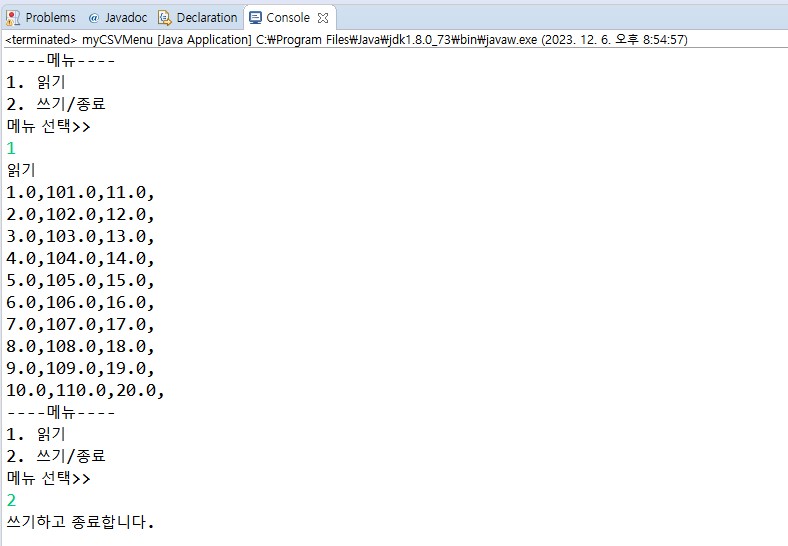 Problems @ Javadoc Declaration Console
<terminated> myCSVMenu [Java Application] C:₩Program Files₩Java₩jdk1.8.0_73₩bin₩javaw.exe (2023. 12. 6. 오후 8:54:57)
----메뉴----
1. 읽기
2. 쓰기/종료
메뉴 선택>>
1
읽기
1.0,101.0,11.0,
2.0,102.0,12.0,
3.0,103.0,13.0,
4.0,104.0,14.0,
5.0,105.0,15.0,
6.0,106.0,16.0,
7.0,107.0,17.0,
8.0,108.0,18.0,
9.0,109.0,19.0,
10.0,110.0,20.0,
----메뉴----
1. 읽기
2. 쓰기/종료
메뉴 선택>>
2
쓰기하고 종료합니다.